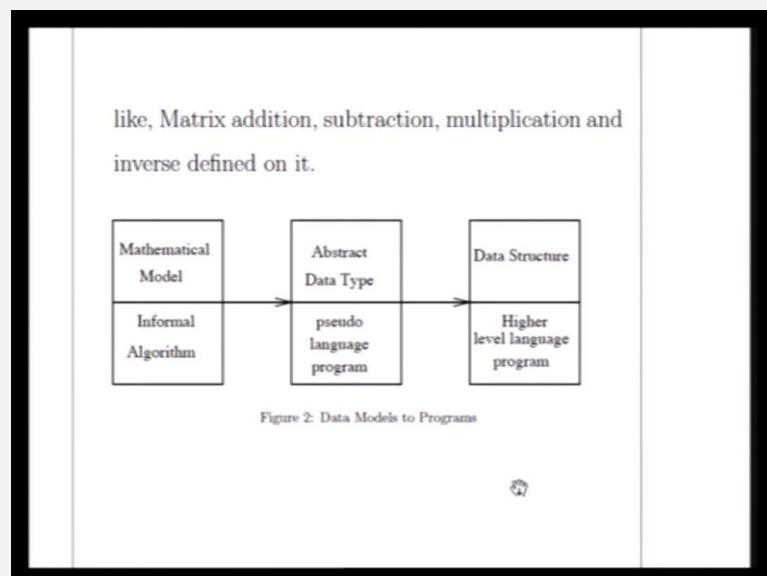 like, Matrix addition, subtraction, multiplication and
inverse defined on it.
Mathematical
Model
Informal
Algorithm
Abstract
Data Type
pseudo
language
program
Data Structure
Higher
level language
program
Figure 2: Data Models to Programs